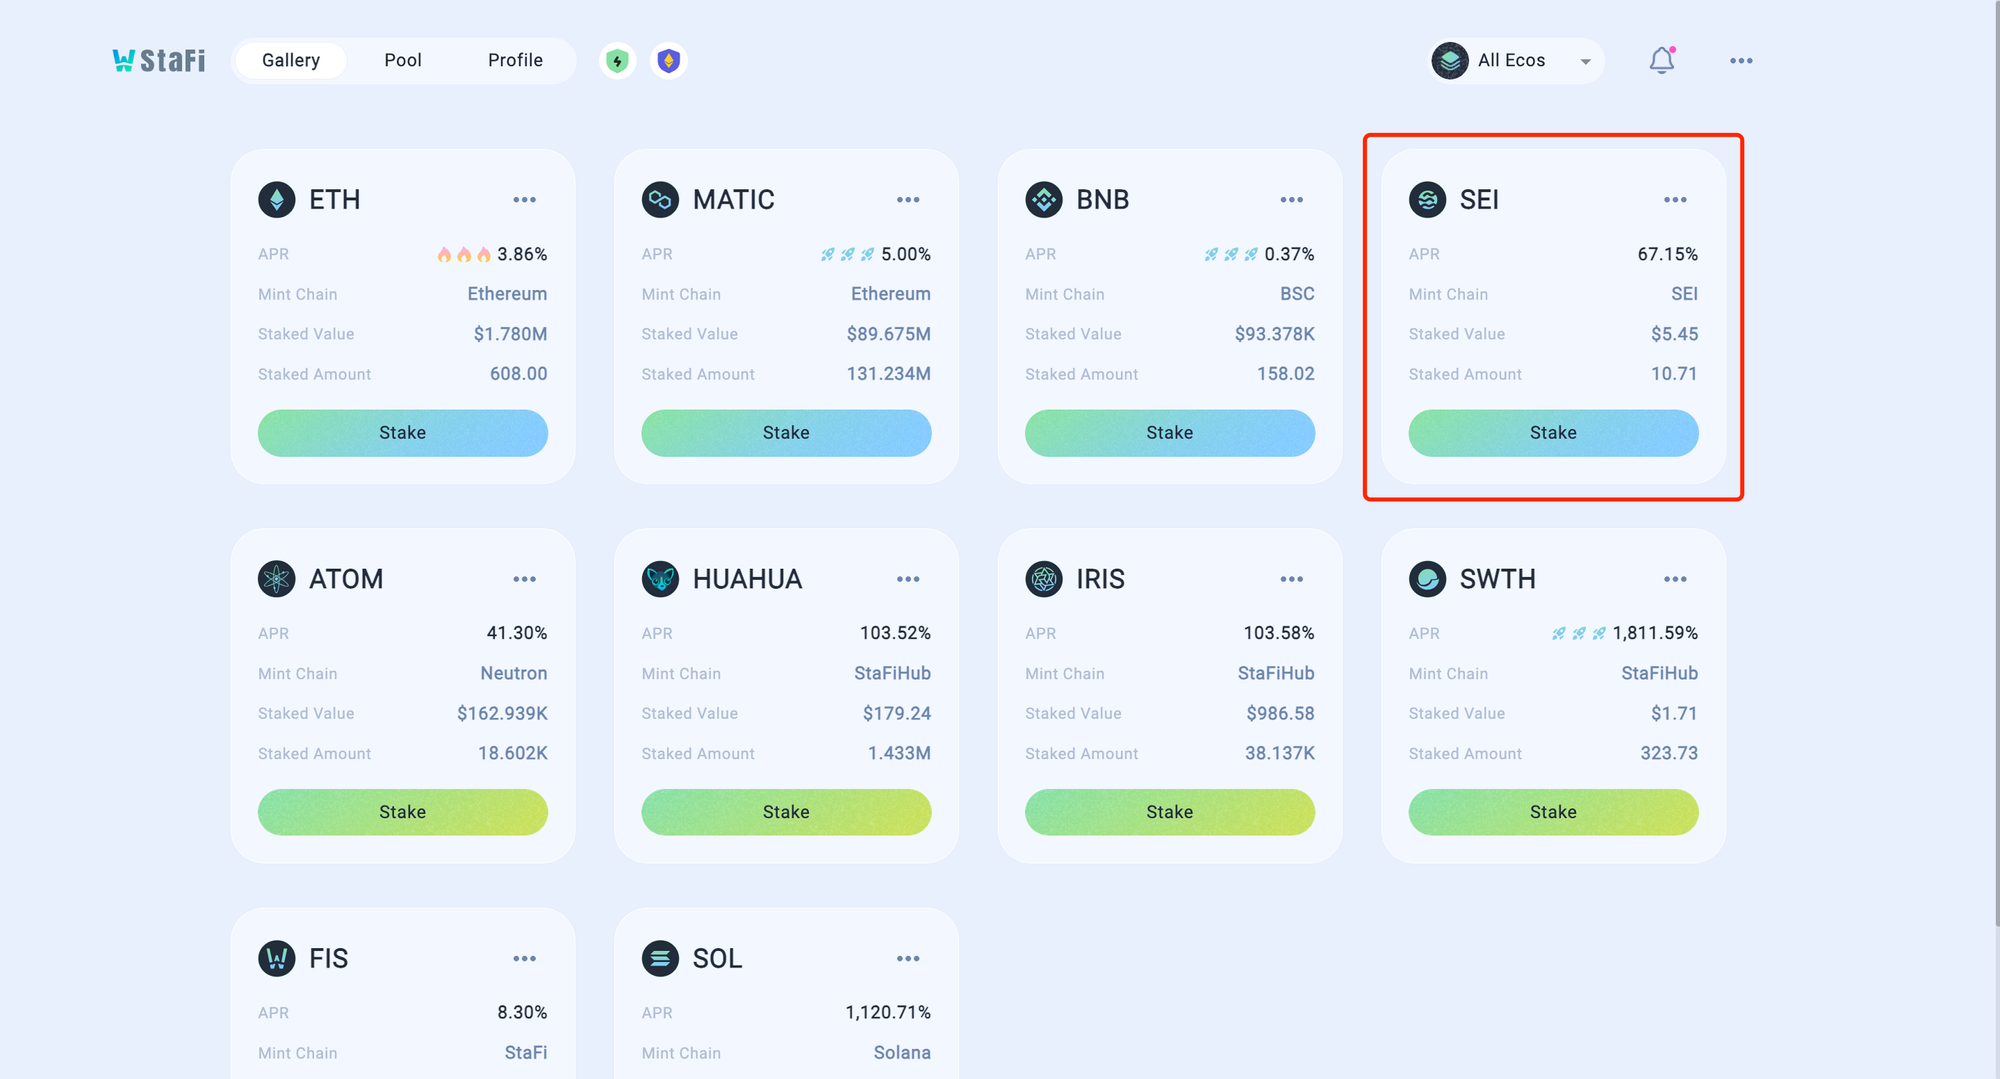 StaFi Gallery Pool Profile All Ecos
ETH
APR 3.86%
Mint Chain Ethereum
Staked Value $1.780M
Staked Amount 608.00
Stake
MATIC
APR 5.00%
Mint Chain Ethereum
Staked Value $89.675M
Staked Amount 131.234M
Stake
BNB
APR 0.37%
Mint Chain BSC
Staked Value $93.378K
Staked Amount 158.02
Stake
SEI
APR 67.15%
Mint Chain SEI
Staked Value $5.45
Staked Amount 10.71
Stake
ATOM
APR 41.30%
Mint Chain Neutron
Staked Value $162.939K
Staked Amount 18.602K
Stake
HUAHUA
APR 103.52%
Mint Chain StaFiHub
Staked Value $179.24
Staked Amount 1.433M
Stake
IRIS
APR 103.58%
Mint Chain StaFiHub
Staked Value $986.58
Staked Amount 38.137K
Stake
SWTH
APR 1,811.59%
Mint Chain StaFiHub
Staked Value $1.71
Staked Amount 323.73
Stake
FIS
APR 8.30%
Mint Chain StaFi
SOL
APR 1,120.71%
Mint Chain Solana